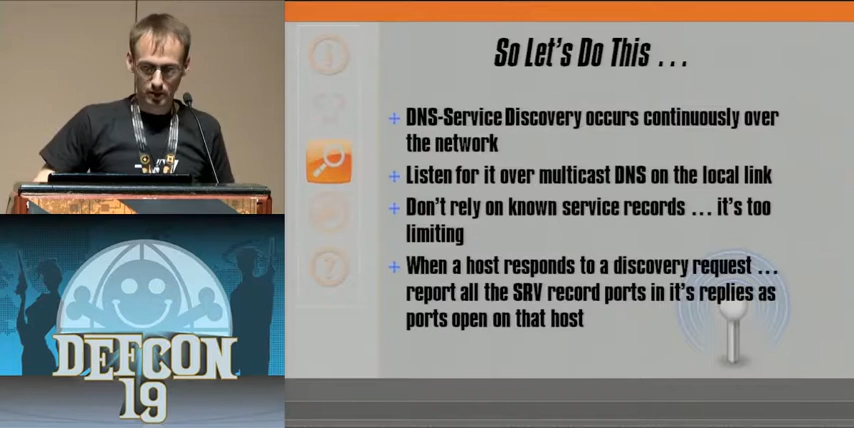 So Let's Do This ...
DNS-Service Discovery occurs continuously over
the network
Listen for it over multicast DNS on the local link
Don't rely on known service records ... it's too
limiting
When a host responds to a discovery request ...
report all the SRV record ports in it's replies as
ports open on that host
DEFCON
19